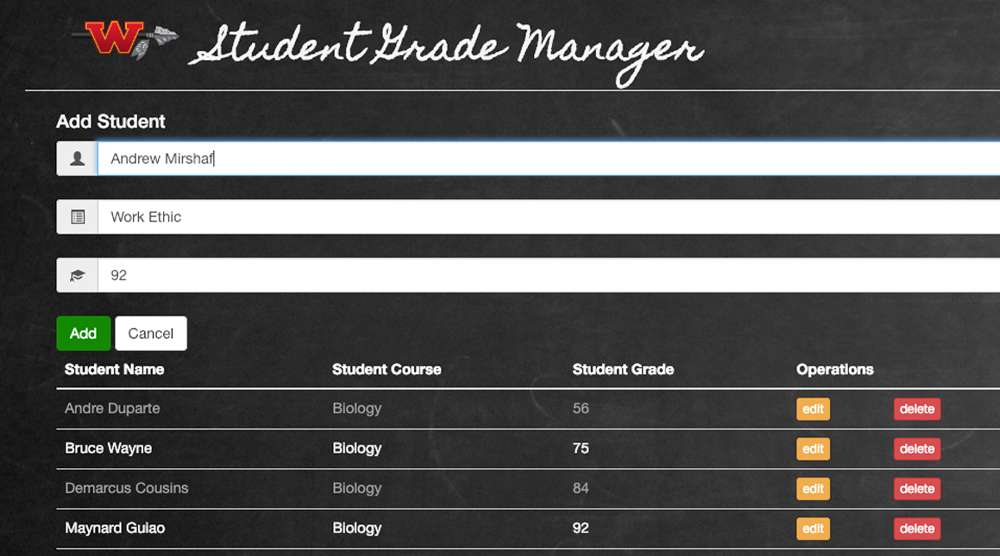 W Student Grade Manager
Add Student
Andrew Mirshaf
Work Ethic
92
Add Cancel
Student Name Student Course Student Grade Operations
Andre Duparte Biology 56 edit delete
Bruce Wayne Biology 75 edit delete
Demarcus Cousins Biology 84 edit delete
Maynard Gulao Biology 92 edit delete